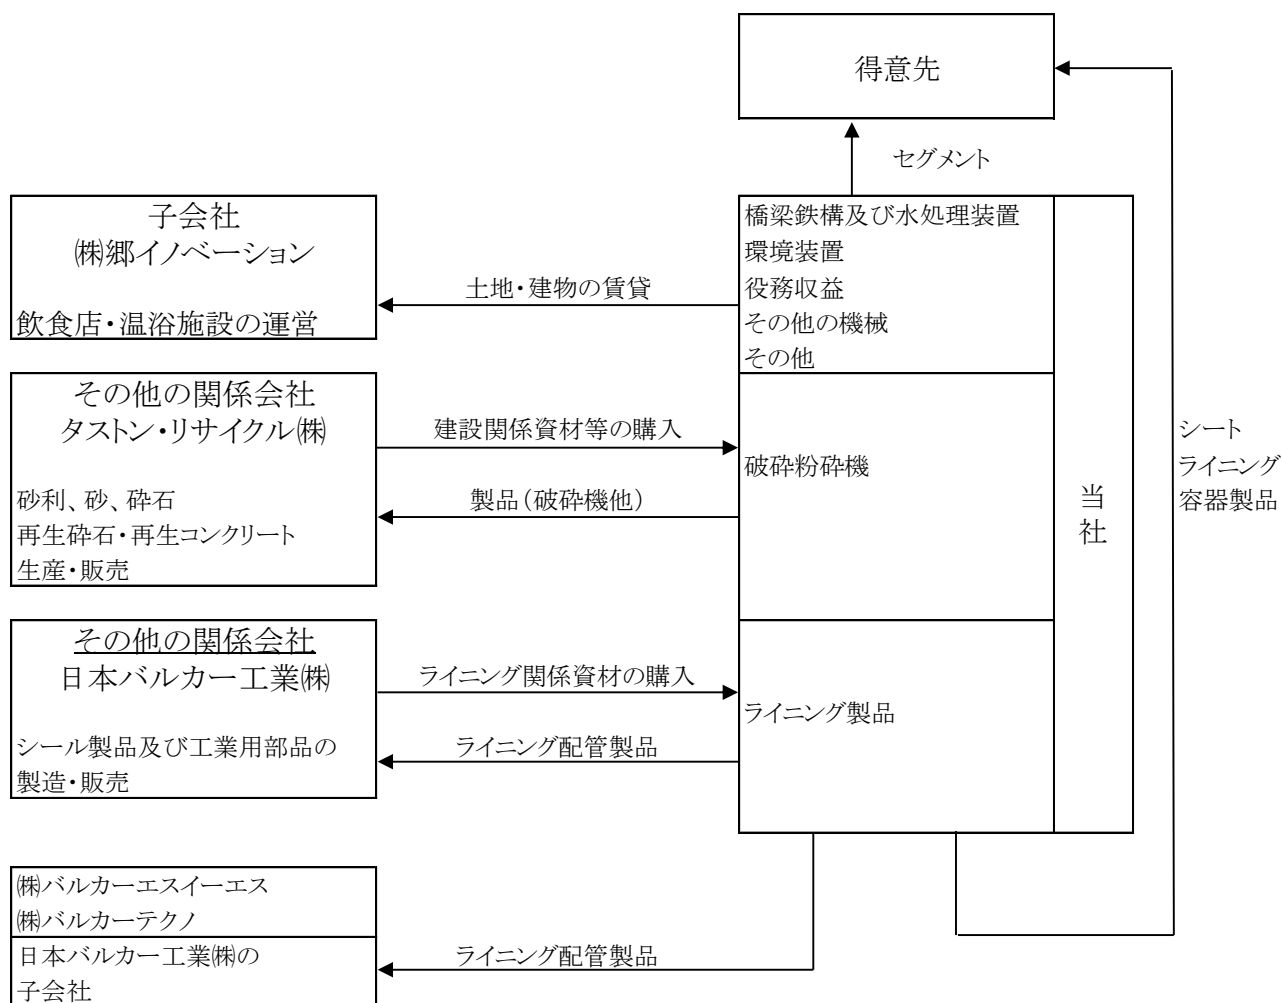 得意先
セグメント
子会社
㈱郷イノベーション
飲食店・温浴施設の運営
土地・建物の賃貸
橋梁鉄構及び水処理装置
環境装置
役務収益
その他の機械
その他
その他の関係会社
タストン・リサイクル㈱
砂利、砂、砕石
再生砕石・再生コンクリート
生産・販売
建設関係資材等の購入
製品（破砕機他）
破砕粉砕機
当
社
シート
ライニング
容器製品
その他の関係会社
日本バルカー工業㈱
シール製品及び工業用部品の
製造・販売
ライニング関係資材の購入
ライニング配管製品
ライニング製品
㈱バルカーエスイーエス
㈱バルカーテクノ
日本バルカー工業㈱の
子会社
ライニング配管製品